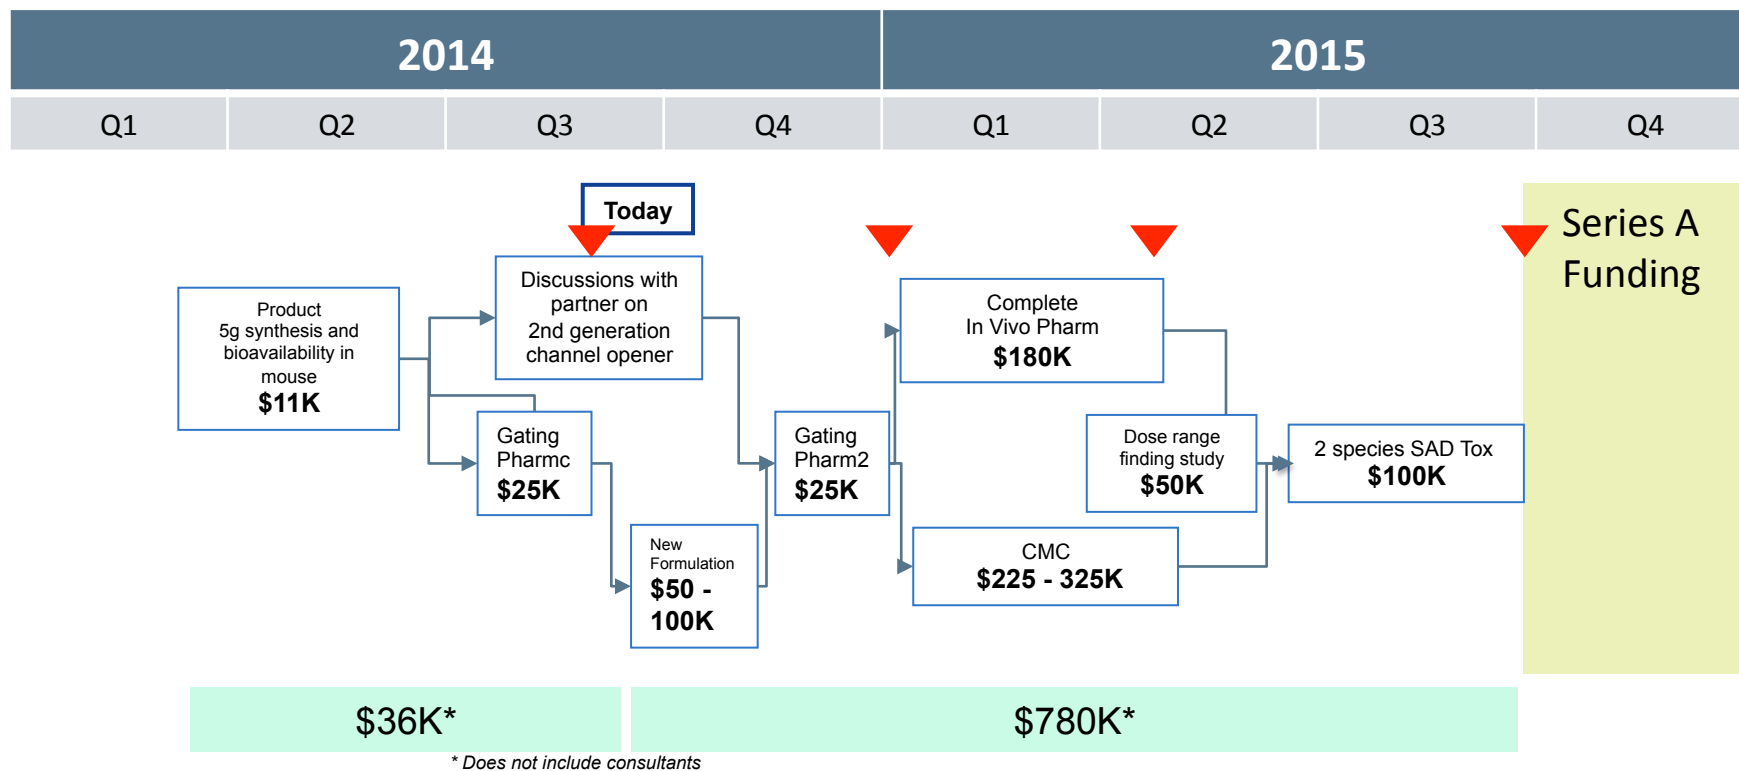 2014
2015
Q1
Q2
Q3
Q4
Q1
Q2
Q3
Q4
Today
Series A
Funding
Product
5g synthesis and
bioavailability in
mouse
$11K
Discussions with
partner on
2nd generation
channel opener
Gating
Pharmc
$25K
New
Formulation
$50 -
100K
Gating
Pharm2
$25K
Complete
In Vivo Pharm
$180K
Dose range
finding study
$50K
CMC
$225 - 325K
2 species SAD Tox
$100K
$36K*
$780K*
* Does not include consultants